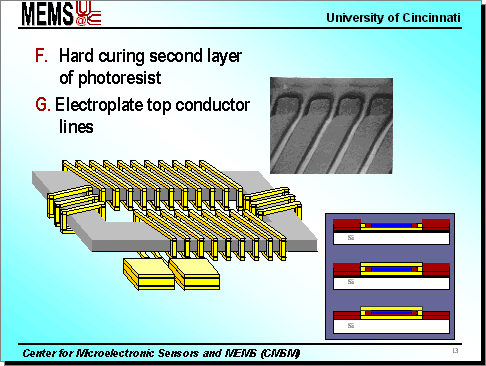 MEMS UC@
University of Cincinnati
F. Hard curing second layer
of photoresist
G. Electroplate top conductor
lines
Si
Si
Si
Center for Microelectronic Sensors and MEMS (CMSM)
13